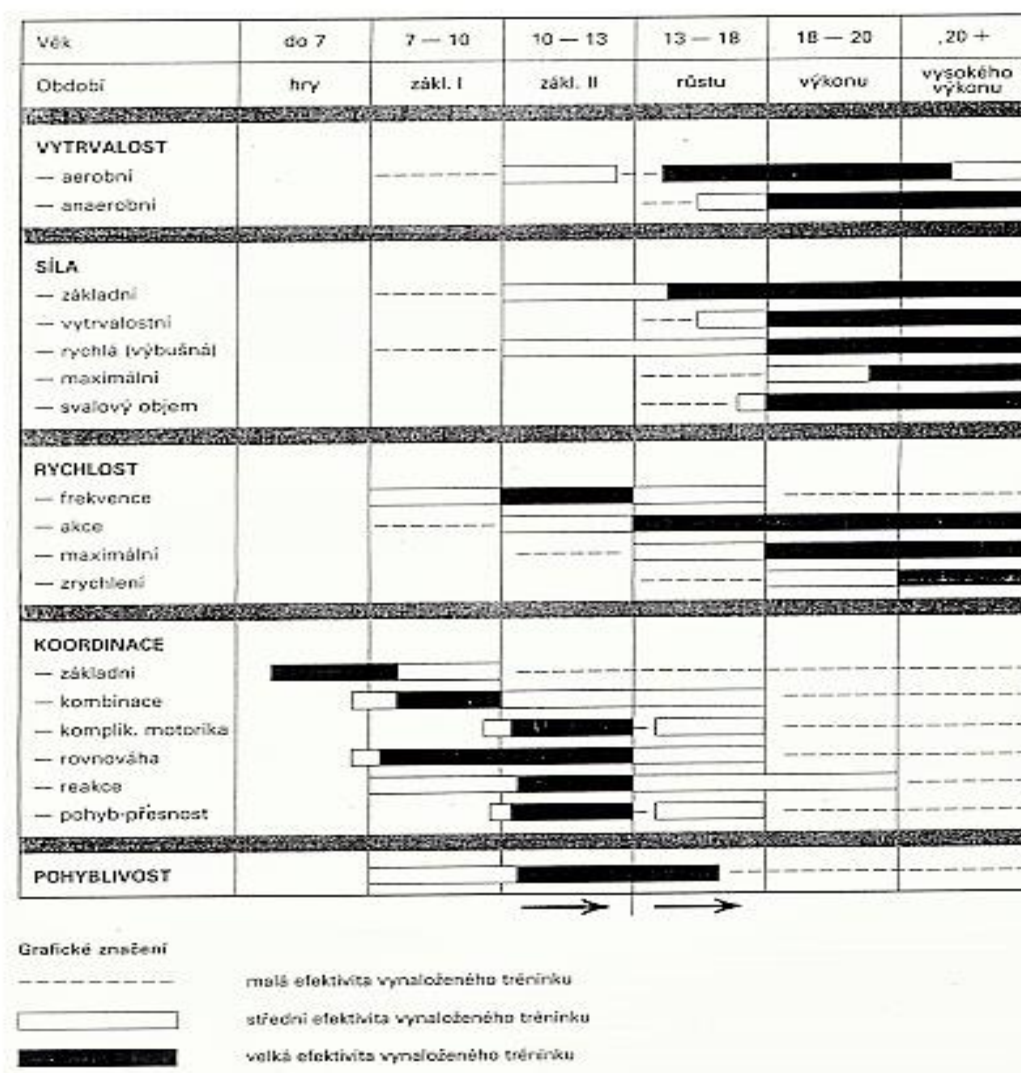 Věk do 7 7 — 10 10 — 13 13 — 18 18 — 20 20 +
Období hry zákl. I zákl. II růstu výkonu vysokého výkonu
VYTRVALOST
— aerobní
— anaerobní
SÍLA
— základní
— vytrvalostní
— rychlá (výbušná)
— maximální
— svalový objem
RYCHLOST
— frekvence
— akce
— maximální
— zrychlení
KOORDINACE
— základní
— kombinace
— komplik. motorika
— rovnováha
— reakce
— pohyb-přesnost
POHYBLIVOST
Grafické značení
malá efektivita vynaloženého tréninku
střední efektivita vynaloženého tréninku
velká efektivita vynaloženého tréninku